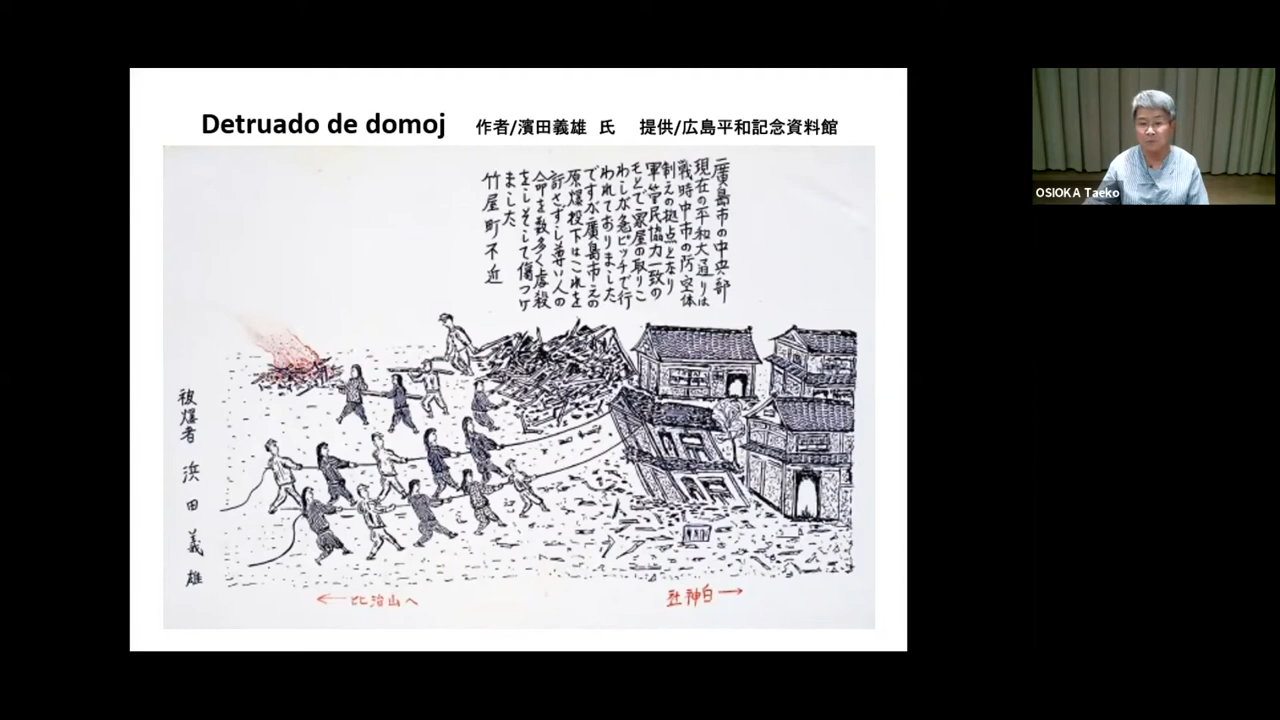 Detruado de domoj 作者/濱田義雄 氏 提供/広島平和記念資料館
OSIOKA Taeko
廣島市の中央部
現在の平和大通りは
戦時中市の防空体
制えの拠点となり
軍官民協力一致の
もとで家屋の取りこ
わしが急ピッチで行
われておりました
ですが廣島市えの
原爆投下はこれを
許さずし尊い人の
命を数多く虐殺
をしそして傷つけ
ました
竹屋町不近
被爆者 浜田義雄
←比治山へ
社神白→